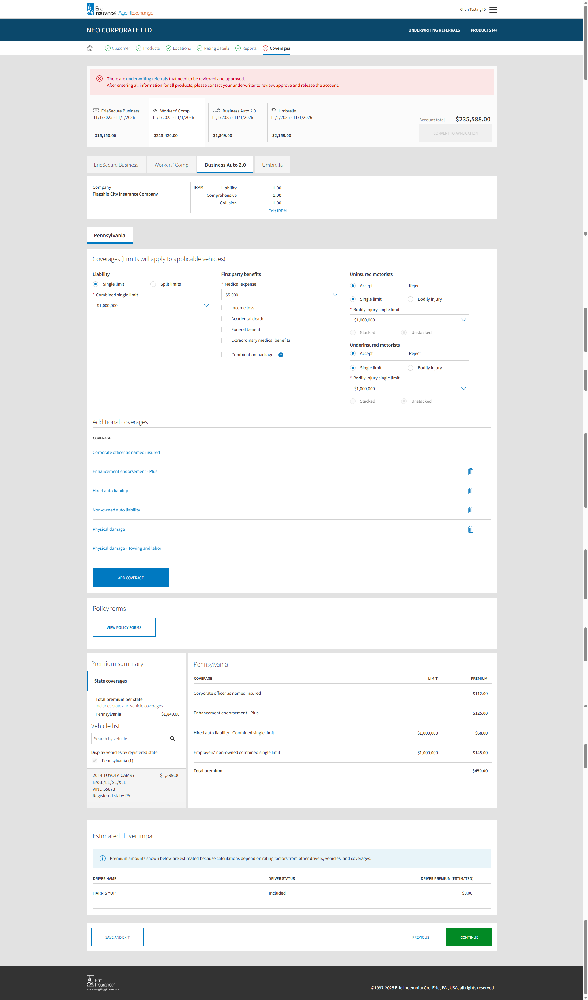 Erie
Insurance® AgentExchange
Clion Testing ID
NEO CORPORATE LTD
UNDERWRITING REFERRALS PRODUCTS (4)
Customer Products Locations Rating details Reports Coverages
There are underwriting referrals that need to be reviewed and approved.
After entering all information for all products, please contact your underwriter to review, approve and release the account.
ErieSecure Business
11/1/2025 - 11/1/2026
$16,150.00
Workers' Comp
11/1/2025 - 11/1/2026
$215,420.00
Business Auto 2.0
11/1/2025 - 11/1/2026
$1,849.00
Umbrella
11/1/2025 - 11/1/2026
$2,169.00
Account total $235,588.00
CONVERT TO APPLICATION
ErieSecure Business Workers' Comp Business Auto 2.0 Umbrella
Company
Flagship City Insurance Company
IRPM Liability 1.00
Comprehensive 1.00
Collision 1.00
Edit IRPM
Pennsylvania
Coverages (Limits will apply to applicable vehicles)
Liability
Single limit Split limits
* Combined single limit
$1,000,000
First party benefits
* Medical expense
$5,000
Income loss
Accidental death
Funeral benefit
Extraordinary medical benefits
Combination package ?
Uninsured motorists
Accept Reject
Single limit Bodily injury
* Bodily injury single limit
$1,000,000
Stacked Unstacked
Underinsured motorists
Accept Reject
Single limit Bodily injury
* Bodily injury single limit
$1,000,000
Stacked Unstacked
Additional coverages
COVERAGE
Corporate officer as named insured
Enhancement endorsement - Plus
Hired auto liability
Non-owned auto liability
Physical damage
Physical damage - Towing and labor
ADD COVERAGE
Policy forms
VIEW POLICY FORMS
Premium summary
State coverages
Total premium per state
Includes state and vehicle coverages
Pennsylvania $1,849.00
Vehicle list
Search by vehicle
Display vehicles by registered state
Pennsylvania (1)
2014 TOYOTA CAMRY $1,399.00
BASE/LE/SE/XLE
VIN ...65873
Registered state: PA
Pennsylvania
COVERAGE LIMIT PREMIUM
Corporate officer as named insured $112.00
Enhancement endorsement - Plus $125.00
Hired auto liability - Combined single limit $1,000,000 $68.00
Employers' non-owned combined single limit $1,000,000 $145.00
Total premium $450.00
Estimated driver impact
Premium amounts shown below are estimated because calculations depend on rating factors from other drivers, vehicles, and coverages.
DRIVER NAME DRIVER STATUS DRIVER PREMIUM (ESTIMATED)
HARRIS YUP Included $0.00
SAVE AND EXIT PREVIOUS CONTINUE
Erie
Insurance®
Above all in SERVICE® - since 1925
©1997-2025 Erie Indemnity Co., Erie, PA., USA, all rights reserved